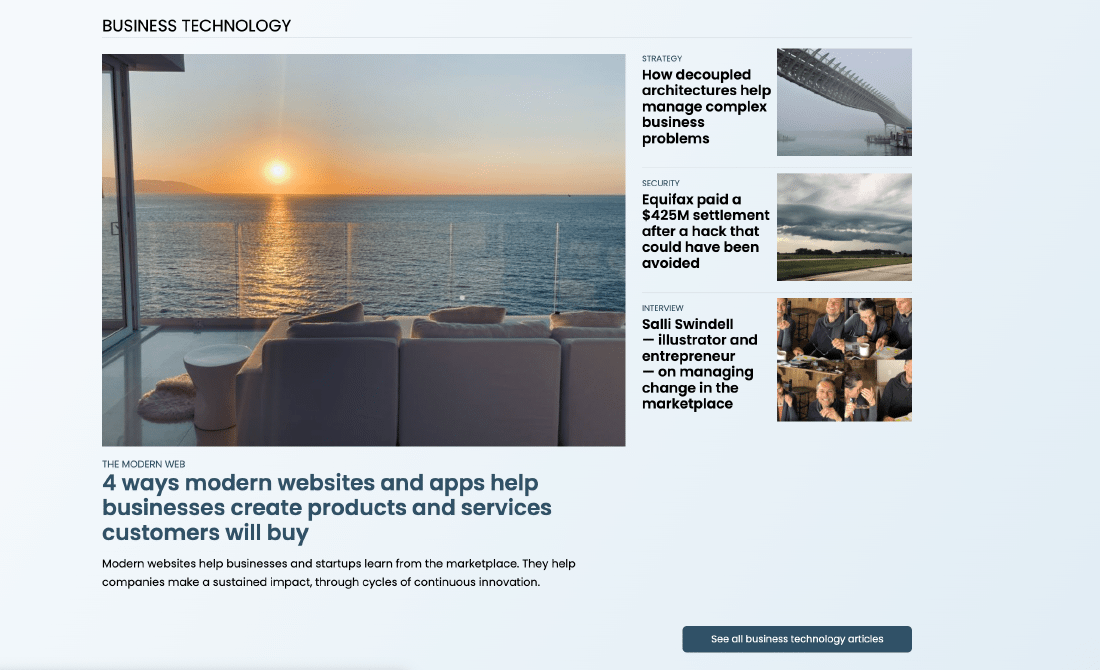 BUSINESS TECHNOLOGY
STRATEGY
How decoupled
architectures help
manage complex
business
problems
SECURITY
Equifax paid a
$425M settlement
after a hack that
could have been
avoided
INTERVIEW
Salli Swindell
— illustrator and
entrepreneur
— on managing
change in the
marketplace
THE MODERN WEB
4 ways modern websites and apps help
businesses create products and services
customers will buy
Modern websites help businesses and startups learn from the marketplace. They help
companies make a sustained impact, through cycles of continuous innovation.
See all business technology articles